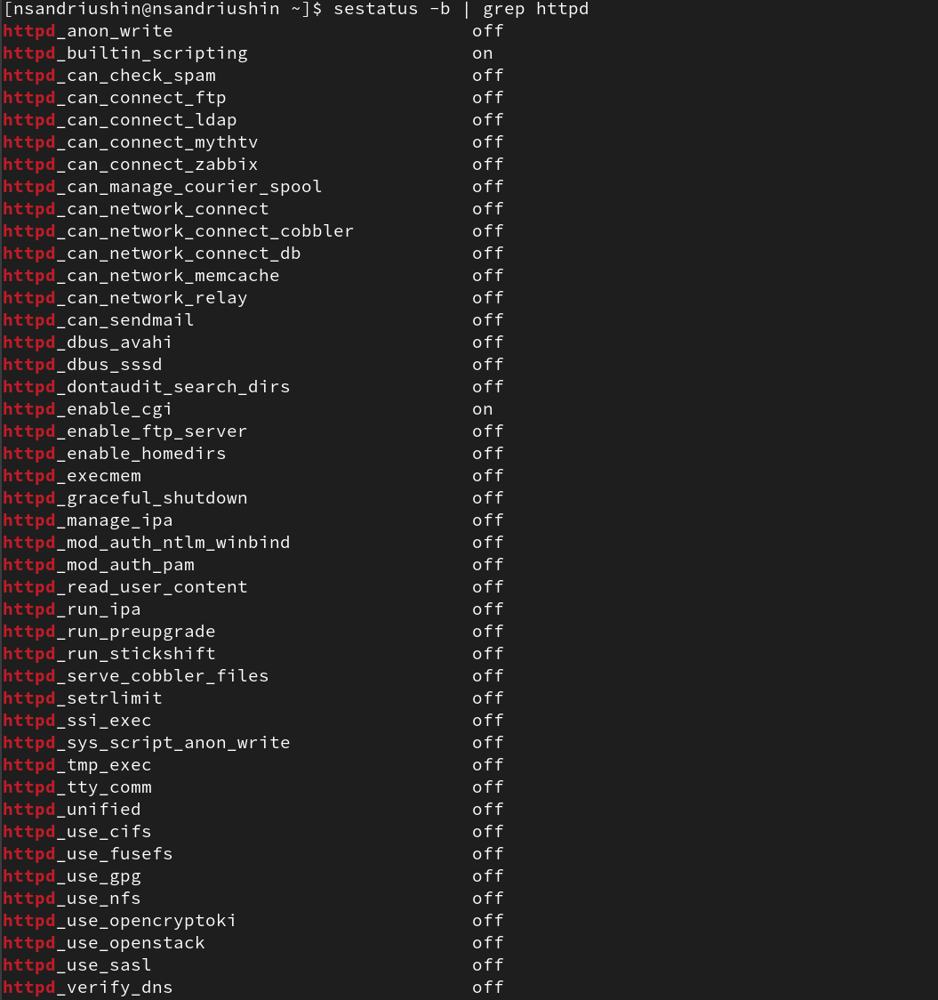 [nsandriushin@nsandriushin ~]$ sestatus -b | grep httpd
httpd_anon_write                            off
httpd_builtin_scripting                     on
httpd_can_check_spam                        off
httpd_can_connect_ftp                       off
httpd_can_connect_ldap                      off
httpd_can_connect_mythtv                    off
httpd_can_connect_zabbix                    off
httpd_can_manage_courier_spool              off
httpd_can_network_connect                   off
httpd_can_network_connect_cobbler           off
httpd_can_network_connect_db                off
httpd_can_network_memcache                  off
httpd_can_network_relay                     off
httpd_can_sendmail                          off
httpd_dbus_avahi                            off
httpd_dbus_sssd                             off
httpd_dontaudit_search_dirs                 off
httpd_enable_cgi                            on
httpd_enable_ftp_server                     off
httpd_enable_homedirs                       off
httpd_execmem                               off
httpd_graceful_shutdown                     off
httpd_manage_ipa                            off
httpd_mod_auth_ntlm_winbind                 off
httpd_mod_auth_pam                          off
httpd_read_user_content                     off
httpd_run_ipa                               off
httpd_run_preupgrade                        off
httpd_run_stickshift                        off
httpd_serve_cobbler_files                   off
httpd_setrlimit                             off
httpd_ssi_exec                              off
httpd_sys_script_anon_write                 off
httpd_tmp_exec                              off
httpd_tty_comm                              off
httpd_unified                               off
httpd_use_cifs                              off
httpd_use_fusefs                            off
httpd_use_gpg                               off
httpd_use_nfs                               off
httpd_use_opencryptoki                      off
httpd_use_openstack                         off
httpd_use_sasl                              off
httpd_verify_dns                            off